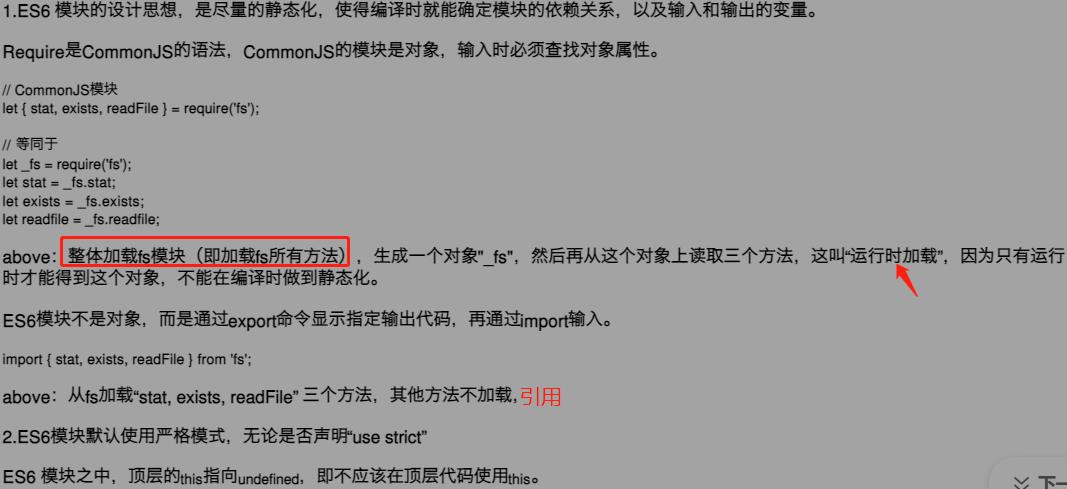 1.ES6 模块的设计思想，是尽量的静态化，使得编译时就能确定模块的依赖关系，以及输入和输出的变量。
Require是CommonJS的语法，CommonJS的模块是对象，输入时必须查找对象属性。
// CommonJS模块
let { stat, exists, readFile } = require('fs');
// 等同于
let _fs = require('fs');
let stat = _fs.stat;
let exists = _fs.exists;
let readfile = _fs.readfile;
above：整体加载fs模块（即加载fs所有方法），生成一个对象"_fs"，然后再从这个对象上读取三个方法，这叫“运行时加载”，因为只有运行
时才能得到这个对象，不能在编译时做到静态化。
ES6模块不是对象，而是通过export命令显示指定输出代码，再通过import输入。
import { stat, exists, readFile } from 'fs';
above：从fs加载“stat, exists, readFile” 三个方法，其他方法不加载,引用
2.ES6模块默认使用严格模式，无论是否声明“use strict”
ES6 模块之中，顶层的this指向undefined，即不应该在顶层代码使用this。
下一